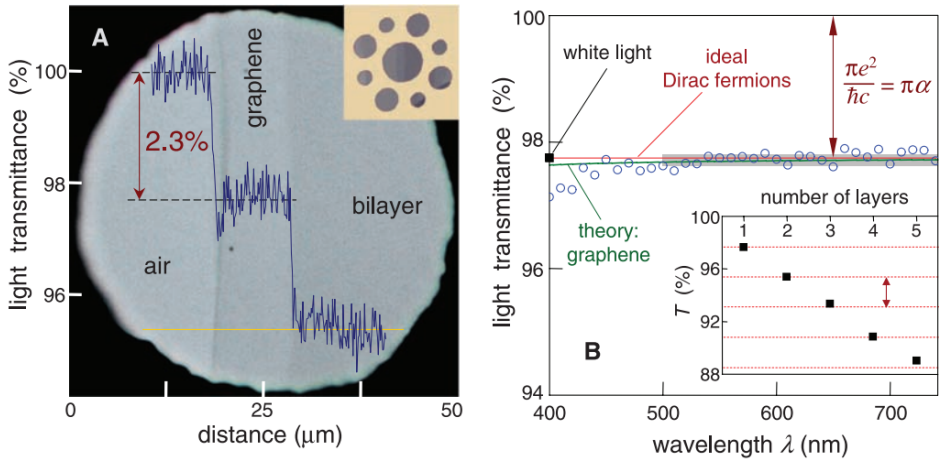 A
light transmittance (%)
100
98
96
2.3%
air
graphene
bilayer
0
25
50
distance (μm)
B
light transmittance (%)
100
98
96
94
white light
ideal
Dirac fermions
πe²/ħc = πα
theory:
graphene
number of layers
1 2 3 4 5
T (%)
100
96
92
88
400 500 600 700
wavelength λ (nm)